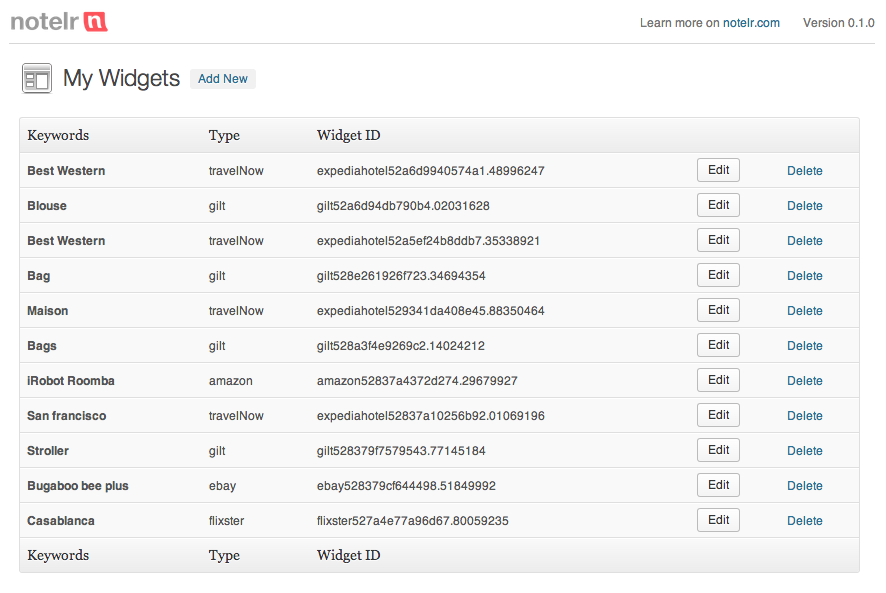 notelr n Learn more on notelr.com Version 0.1.0
My Widgets Add New
Keywords Type Widget ID
Best Western travelNow expediahotel52a6d9940574a1.48996247 Edit Delete
Blouse gilt gilt52a6d94db790b4.02031628 Edit Delete
Best Western travelNow expediahotel52a5ef24b8ddb7.35338921 Edit Delete
Bag gilt gilt528e261926f723.34694354 Edit Delete
Maison travelNow expediahotel529341da408e45.88350464 Edit Delete
Bags gilt gilt528a3f4e9269c2.14024212 Edit Delete
iRobot Roomba amazon amazon52837a4372d274.29679927 Edit Delete
San francisco travelNow expediahotel52837a10256b92.01069196 Edit Delete
Stroller gilt gilt528379f7579543.77145184 Edit Delete
Bugaboo bee plus ebay ebay528379cf644498.51849992 Edit Delete
Casablanca flixster flixster527a4e77a96d67.80059235 Edit Delete
Keywords Type Widget ID